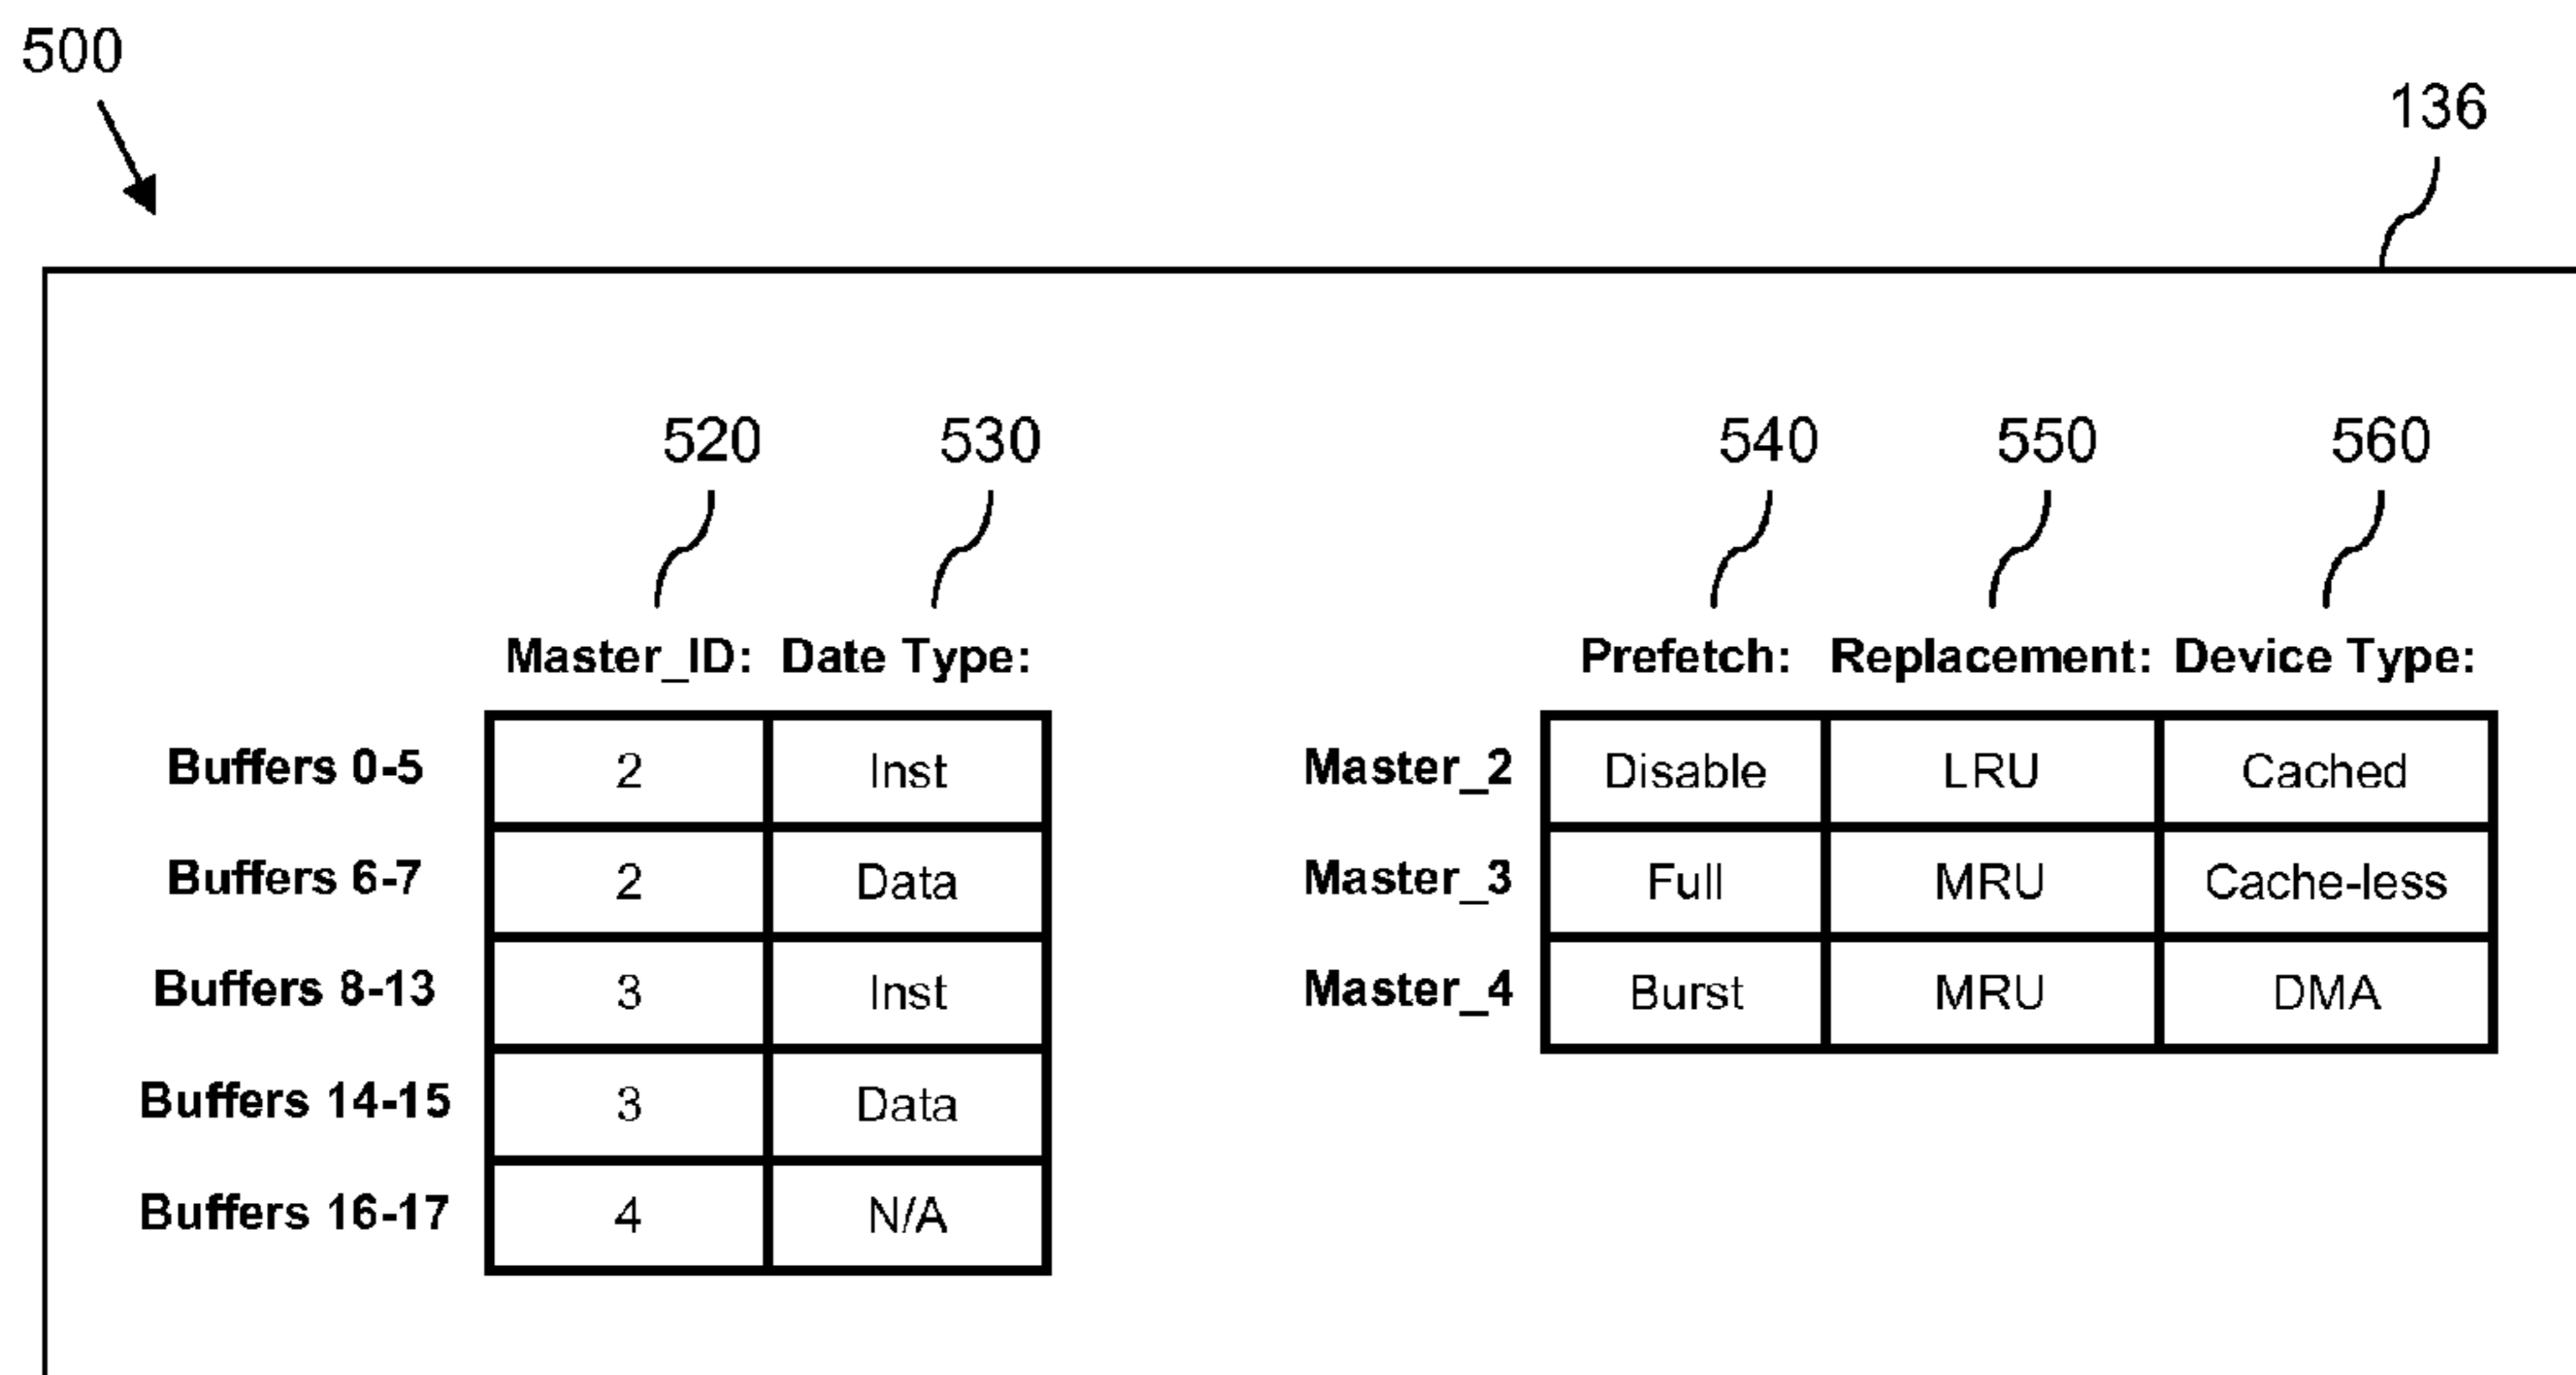 500
136
520 530 540 550 560
Master_ID: Date Type: Prefetch: Replacement: Device Type:
Buffers 0-5 2 Inst Master_2 Disable LRU Cached
Buffers 6-7 2 Data Master_3 Full MRU Cache-less
Buffers 8-13 3 Inst Master_4 Burst MRU DMA
Buffers 14-15 3 Data
Buffers 16-17 4 N/A